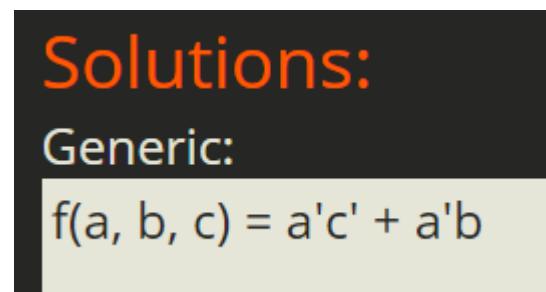 Solutions:
Generic:
f(a, b, c) = a'c' + a'b